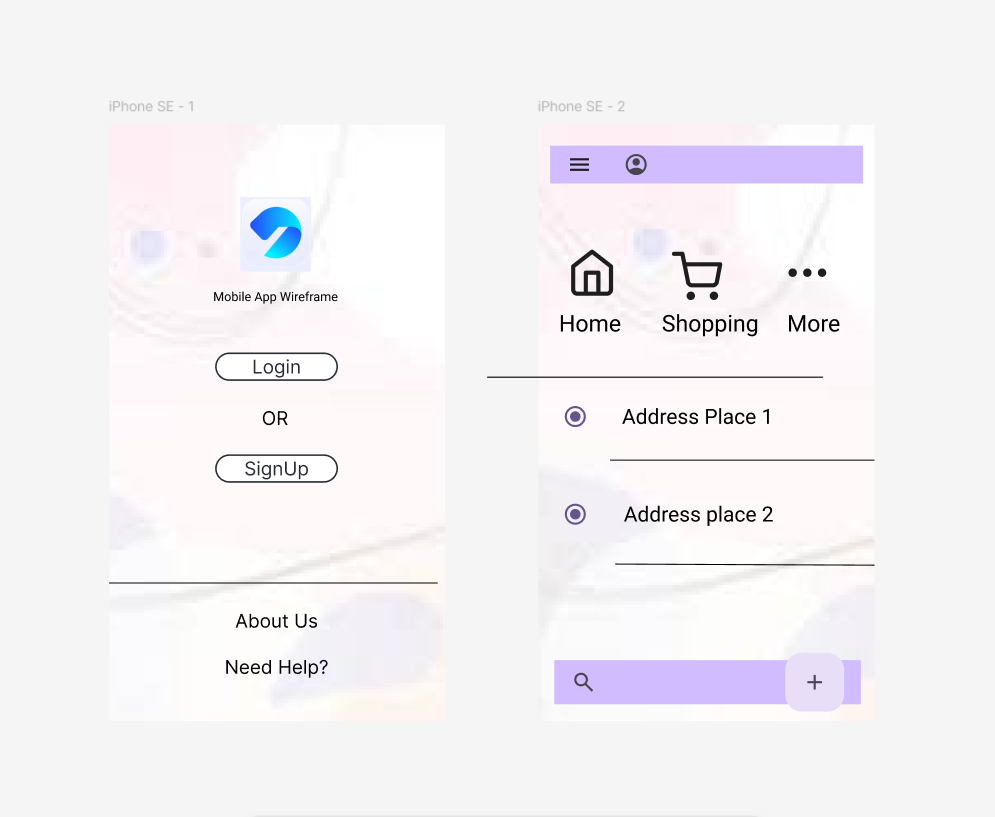 iPhone SE - 1
Mobile App Wireframe
Login
OR
SignUp
About Us
Need Help?
iPhone SE - 2
Home Shopping More
Address Place 1
Address place 2